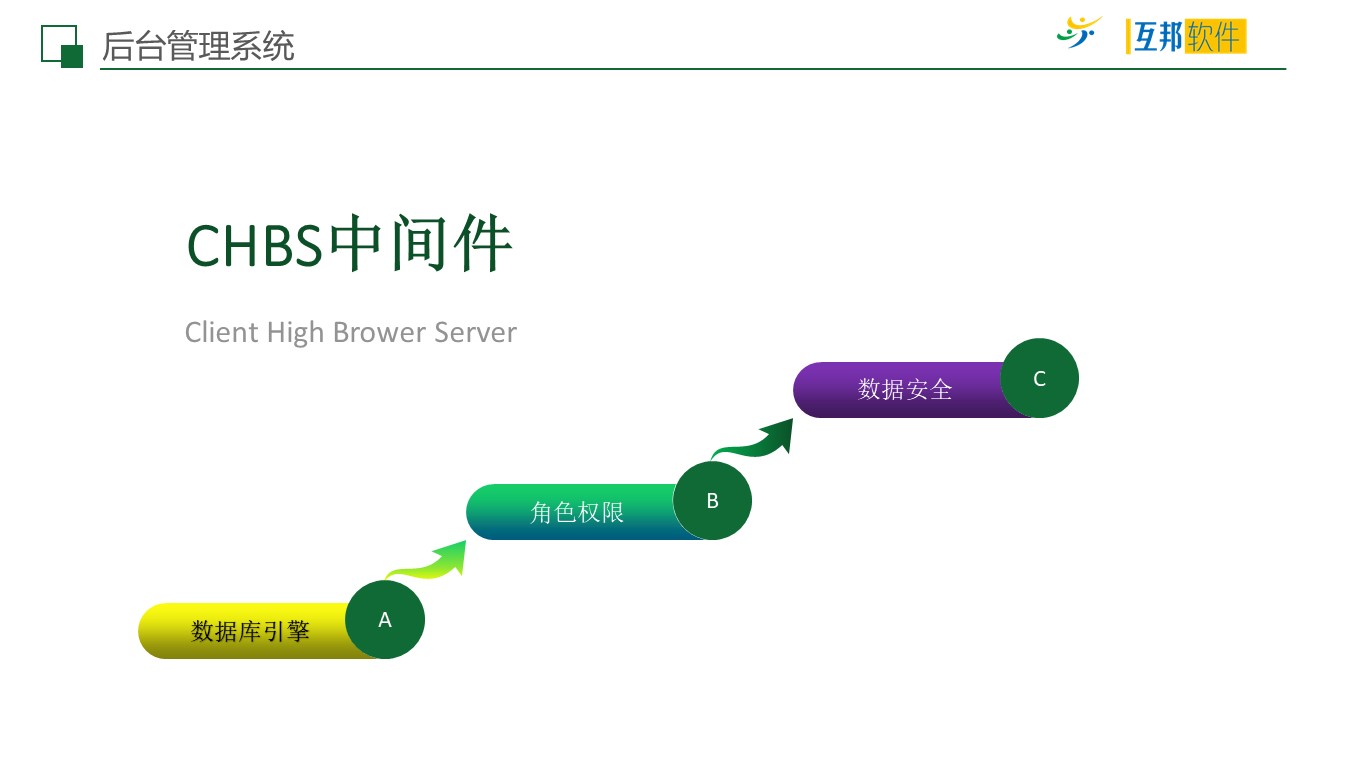 后台管理系统
互邦软件
CHBS中间件
Client High Brower Server
数据安全
C
角色权限
B
数据库引擎
A